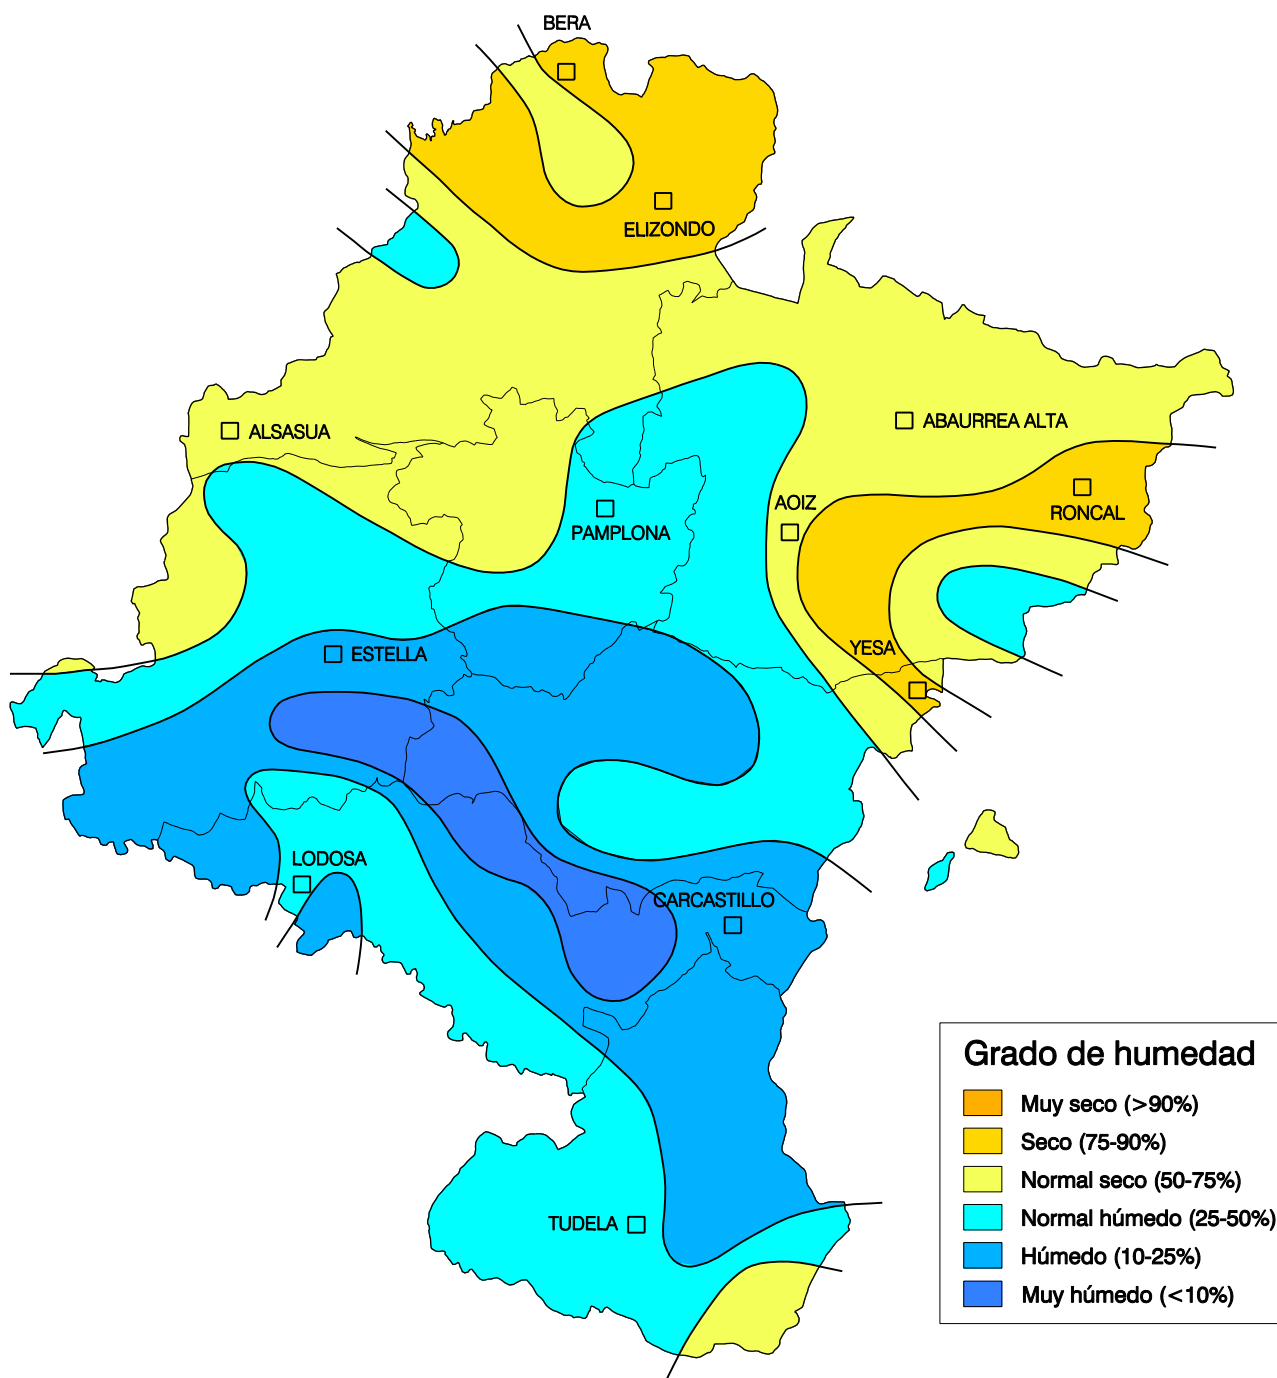 BERA
ELIZONDO
ALSASUA
ABAURREA ALTA
AOIZ
RONCAL
PAMPLONA
YESA
ESTELLA
LODOSA
CARCASTILLO
TUDELA
Grado de humedad
Muy seco (>90%)
Seco (75-90%)
Normal seco (50-75%)
Normal húmedo (25-50%)
Húmedo (10-25%)
Muy húmedo (<10%)